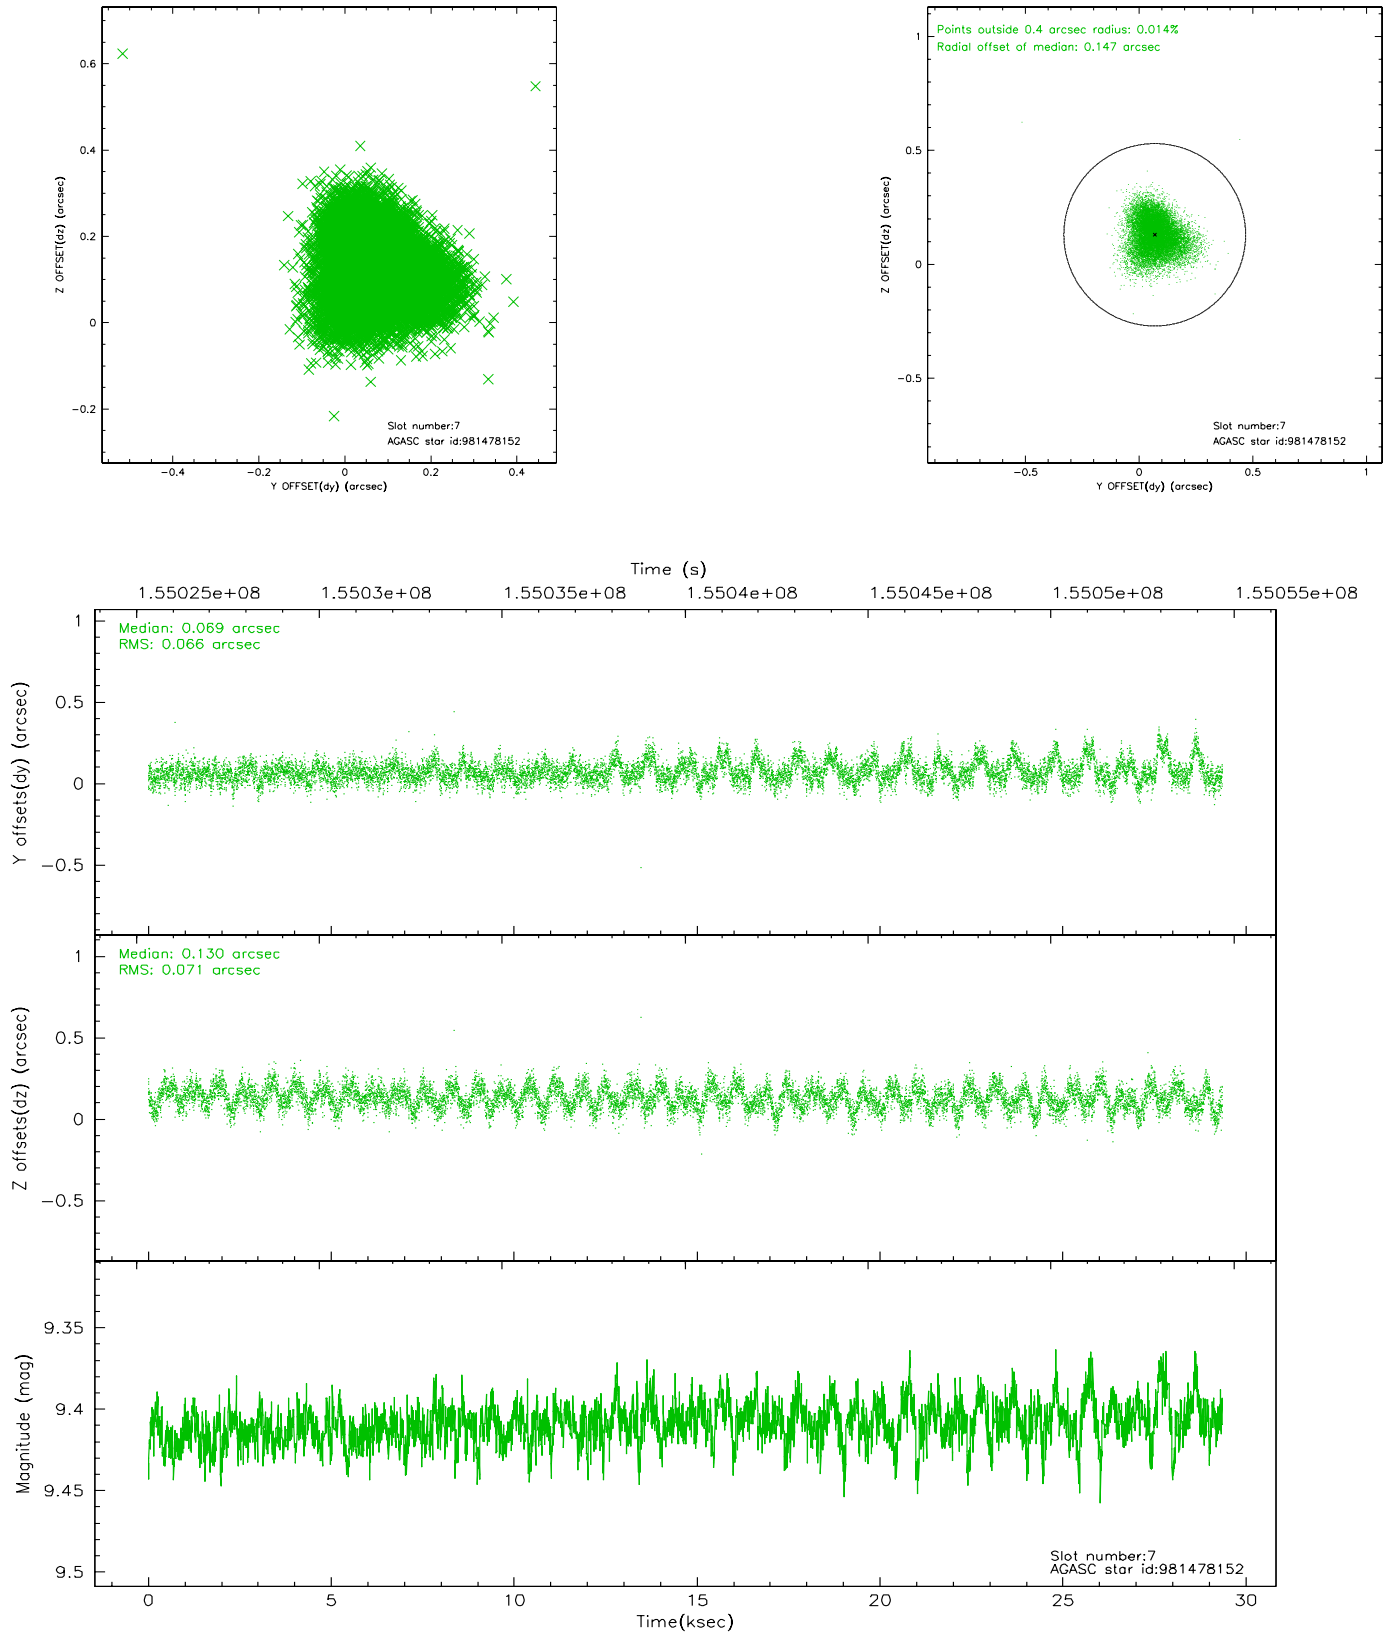 0.6
0.4
0.2
0
−0.2
Z OFFSET(dz) (arcsec)
−0.4
−0.2
0
0.2
0.4
Y OFFSET(dy) (arcsec)
Slot number:7
AGASC star id:981478152
Points outside 0.4 arcsec radius: 0.014%
Radial offset of median: 0.147 arcsec
1
0.5
0
−0.5
Z OFFSET(dz) (arcsec)
−0.5
0
0.5
1
Y OFFSET(dy) (arcsec)
Slot number:7
AGASC star id:981478152
Time (s)
1.55025e+08
1.5503e+08
1.55035e+08
1.5504e+08
1.55045e+08
1.5505e+08
1.55055e+08
Median: 0.069 arcsec
RMS: 0.066 arcsec
1
0.5
0
−0.5
Y offsets(dy) (arcsec)
Median: 0.130 arcsec
RMS: 0.071 arcsec
1
0.5
0
−0.5
Z offsets(dz) (arcsec)
9.35
9.4
9.45
9.5
Magnitude (mag)
Slot number:7
AGASC star id:981478152
0
5
10
15
20
25
30
Time(ksec)